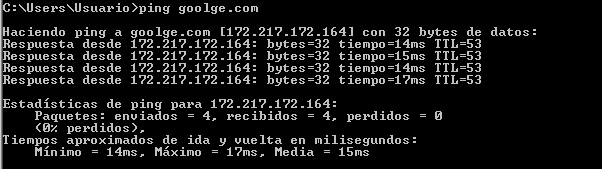 C:\Users\Usuario>ping goolge.com
Haciendo ping a goolge.com [172.217.172.164] con 32 bytes de datos:
Respuesta desde 172.217.172.164: bytes=32 tiempo=14ms TTL=53
Respuesta desde 172.217.172.164: bytes=32 tiempo=15ms TTL=53
Respuesta desde 172.217.172.164: bytes=32 tiempo=14ms TTL=53
Respuesta desde 172.217.172.164: bytes=32 tiempo=17ms TTL=53
Estadísticas de ping para 172.217.172.164:
Paquetes: enviados = 4, recibidos = 4, perdidos = 0
(0% perdidos),
Tiempos aproximados de ida y vuelta en milisegundos:
Mínimo = 14ms, Máximo = 17ms, Media = 15ms